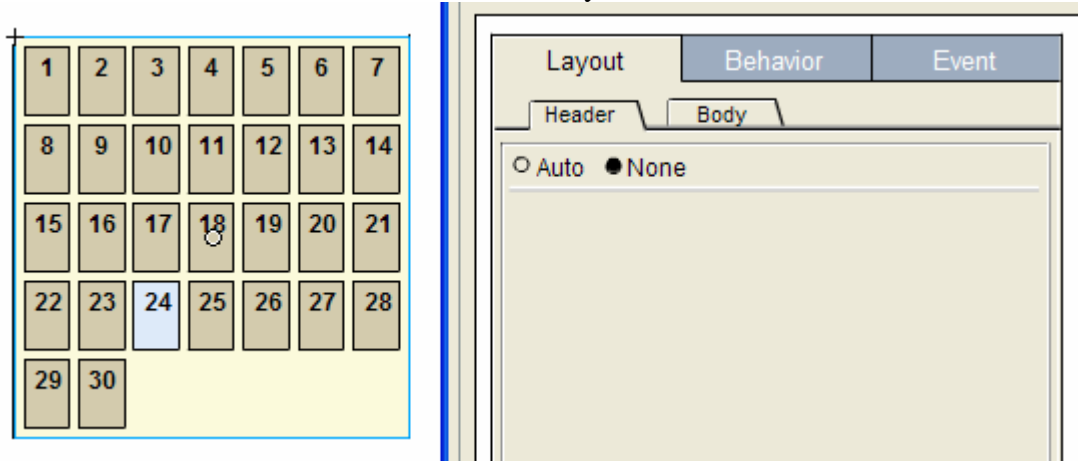 1 2 3 4 5 6 7
8 9 10 11 12 13 14
15 16 17 18 19 20 21
22 23 24 25 26 27 28
29 30
Layout Behavior Event
Header Body
Auto None